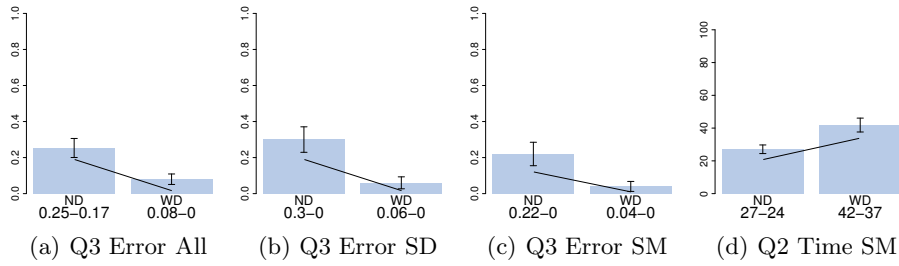 0.0 0.2 0.4 0.6 0.8 1.0
ND WD
0.25–0.17 0.08–0
(a) Q3 Error All
0.0 0.2 0.4 0.6 0.8 1.0
ND WD
0.3–0 0.06–0
(b) Q3 Error SD
0.0 0.2 0.4 0.6 0.8 1.0
ND WD
0.22–0 0.04–0
(c) Q3 Error SM
0 20 40 60 80 100
ND WD
27–24 42–37
(d) Q2 Time SM